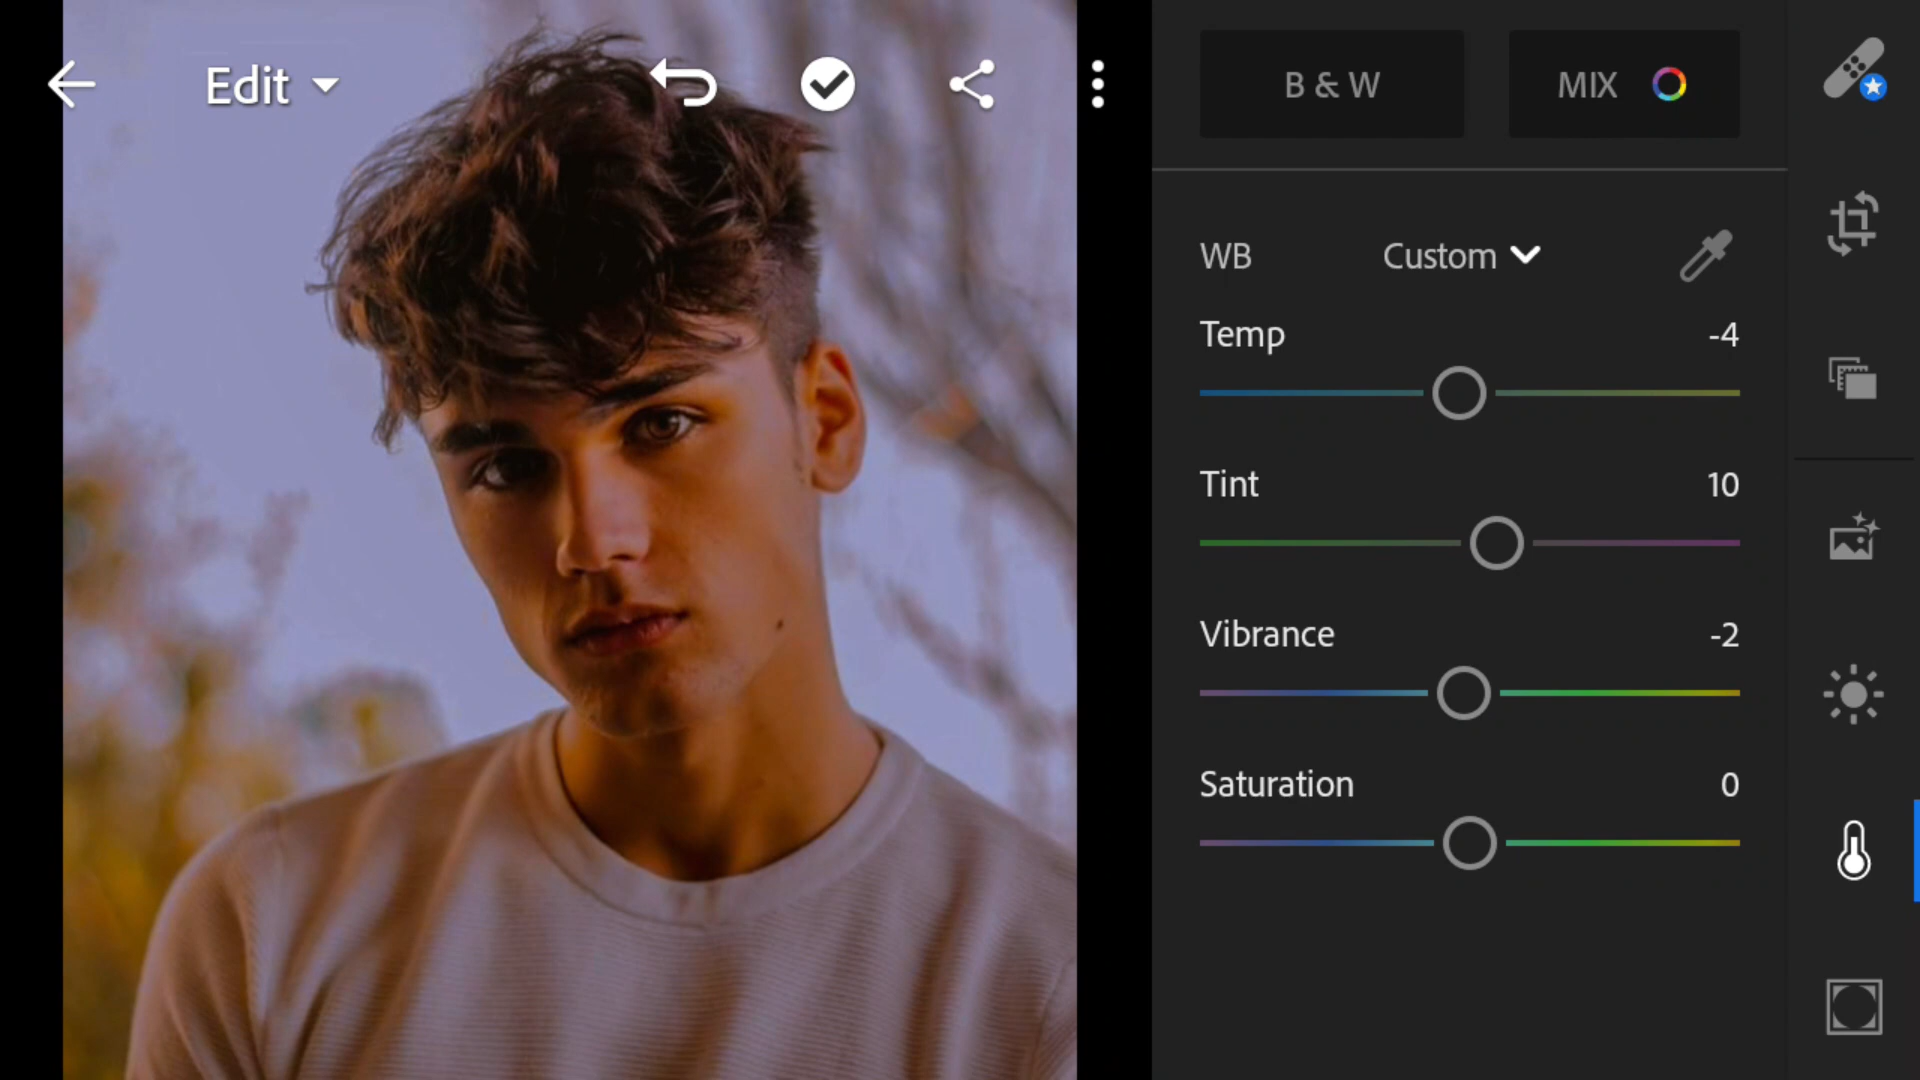 Edit
B & W
MIX
WB
Custom
Temp
-4
Tint
10
Vibrance
-2
Saturation
0